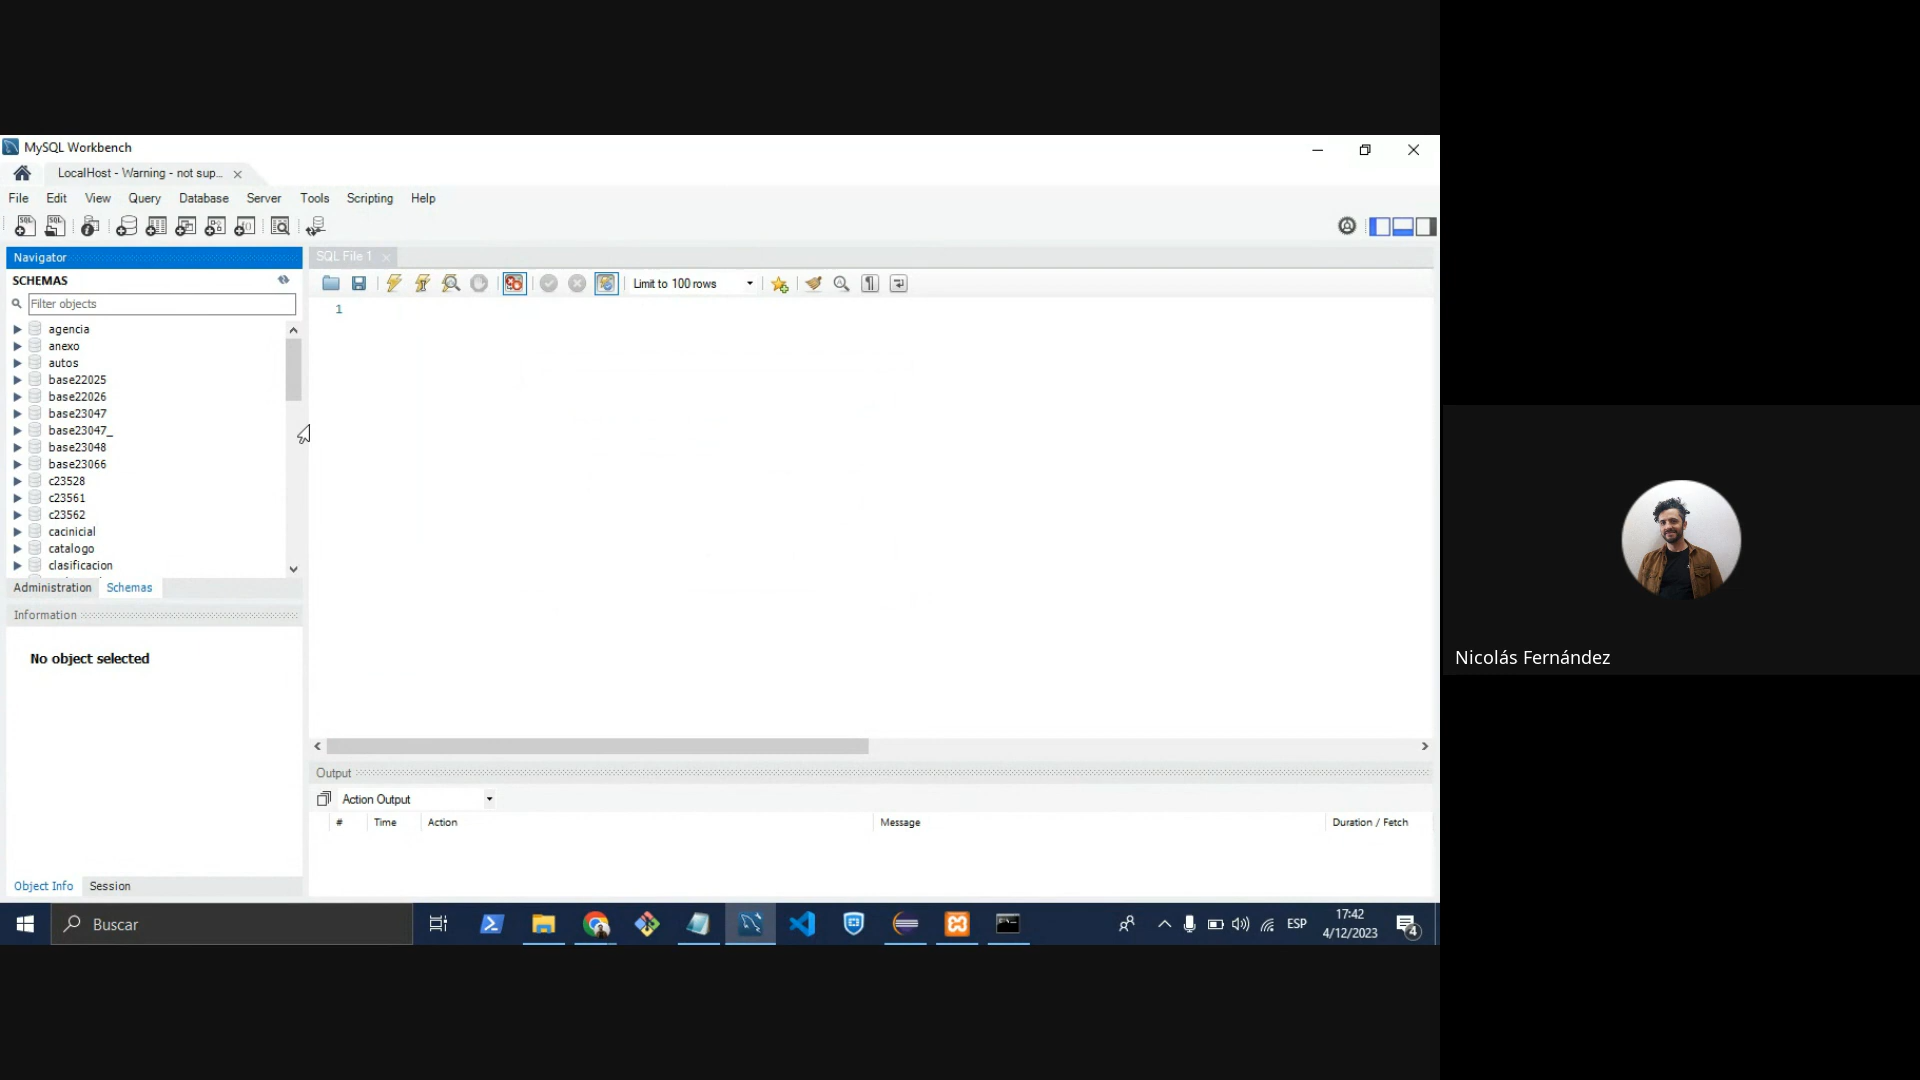 MySQL Workbench
LocalHost - Warning - not sup...
File Edit View Query Database Server Tools Scripting Help
Navigator
SCHEMAS
Filter objects
agencia
anexo
autos
base22025
base22026
base23047
base23047_
base23048
base23066
c23528
c23561
c23562
cacinicial
catalogo
clasificacion
Administration Schemas
Information
No object selected
Object Info Session
SQL File 1
Limit to 100 rows
1
Output
Action Output
# Time Action Message Duration / Fetch
Buscar
ESP
17:42
4/12/2023
4
Nicolás Fernández